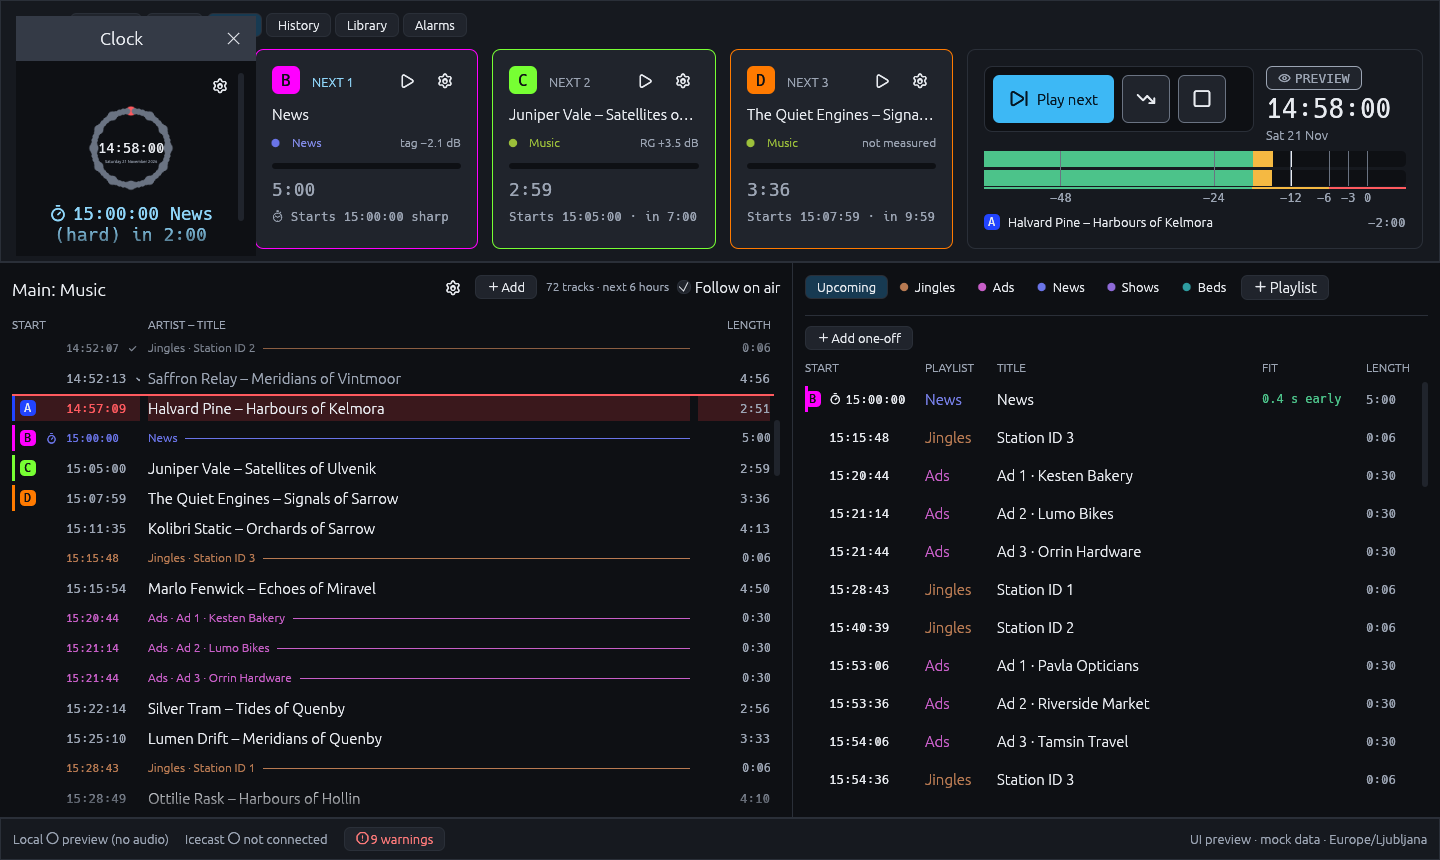 History Library Alarms
Clock
14:58:00
Saturday 21 November 2026
15:00:00 News
(hard) in 2:00
B NEXT 1
News
News tag −2.1 dB
5:00
Starts 15:00:00 sharp
C NEXT 2
Juniper Vale – Satellites o…
Music RG +3.5 dB
2:59
Starts 15:05:00 · in 7:00
D NEXT 3
The Quiet Engines – Signa…
Music not measured
3:36
Starts 15:07:59 · in 9:59
Play next
PREVIEW
14:58:00
Sat 21 Nov
−48 −24 −12 −6 −3 0
A Halvard Pine – Harbours of Kelmora −2:00
Main: Music
+ Add 72 tracks · next 6 hours Follow on air
START ARTIST – TITLE LENGTH
14:52:07 Jingles · Station ID 2 0:06
14:52:13 Saffron Relay – Meridians of Vintmoor 4:56
A 14:57:09 Halvard Pine – Harbours of Kelmora 2:51
B 15:00:00 News 5:00
C 15:05:00 Juniper Vale – Satellites of Ulvenik 2:59
D 15:07:59 The Quiet Engines – Signals of Sarrow 3:36
15:11:35 Kolibri Static – Orchards of Sarrow 4:13
15:15:48 Jingles · Station ID 3 0:06
15:15:54 Marlo Fenwick – Echoes of Miravel 4:50
15:20:44 Ads · Ad 1 · Kesten Bakery 0:30
15:21:14 Ads · Ad 2 · Lumo Bikes 0:30
15:21:44 Ads · Ad 3 · Orrin Hardware 0:30
15:22:14 Silver Tram – Tides of Quenby 2:56
15:25:10 Lumen Drift – Meridians of Quenby 3:33
15:28:43 Jingles · Station ID 1 0:06
15:28:49 Ottilie Rask – Harbours of Hollin 4:10
Upcoming Jingles Ads News Shows Beds + Playlist
+ Add one-off
START PLAYLIST TITLE FIT LENGTH
B 15:00:00 News News 0.4 s early 5:00
15:15:48 Jingles Station ID 3 0:06
15:20:44 Ads Ad 1 · Kesten Bakery 0:30
15:21:14 Ads Ad 2 · Lumo Bikes 0:30
15:21:44 Ads Ad 3 · Orrin Hardware 0:30
15:28:43 Jingles Station ID 1 0:06
15:40:39 Jingles Station ID 2 0:06
15:53:06 Ads Ad 1 · Pavla Opticians 0:30
15:53:36 Ads Ad 2 · Riverside Market 0:30
15:54:06 Ads Ad 3 · Tamsin Travel 0:30
15:54:36 Jingles Station ID 3 0:06
Local preview (no audio) Icecast not connected 9 warnings UI preview · mock data · Europe/Ljubljana